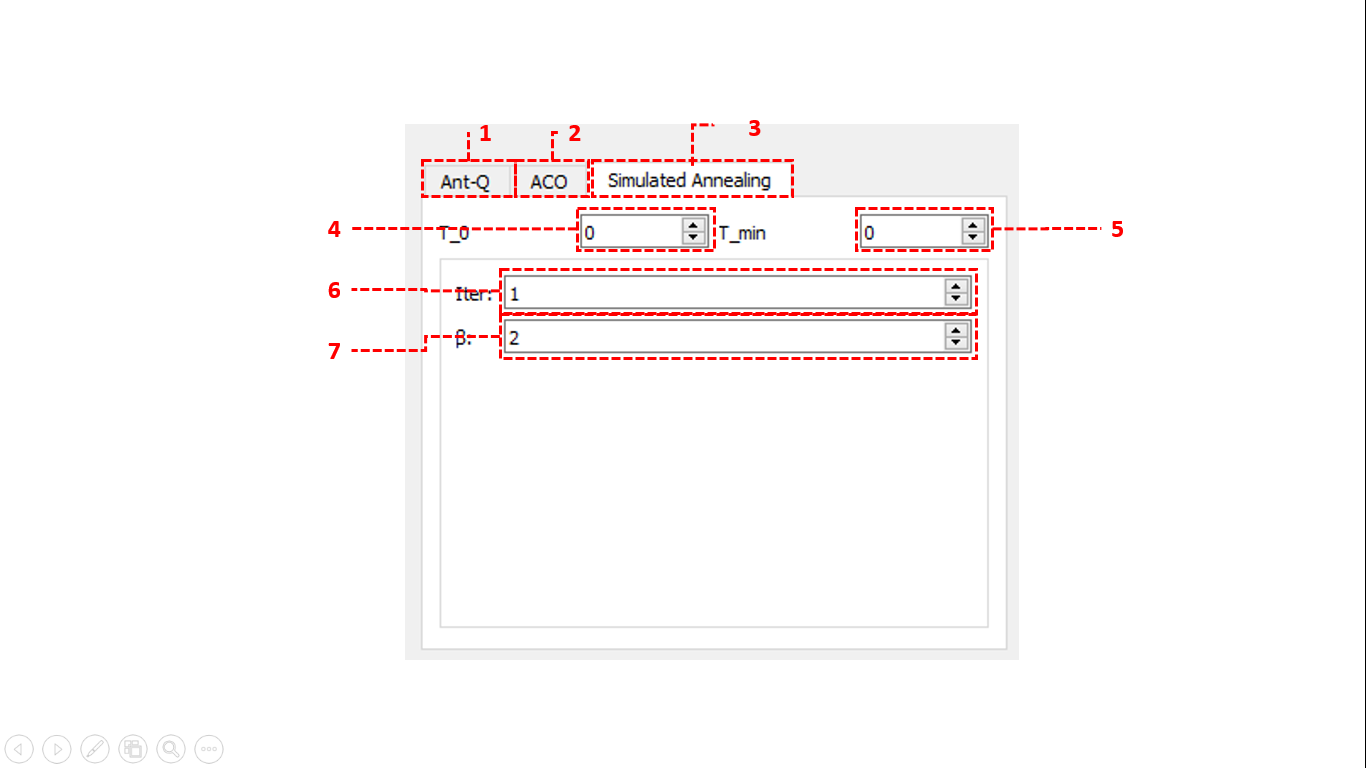 1 2 3
Ant-Q ACO Simulated Annealing
4 T_0 0 T_min 0 5
6 Iter: 1
7 β: 2